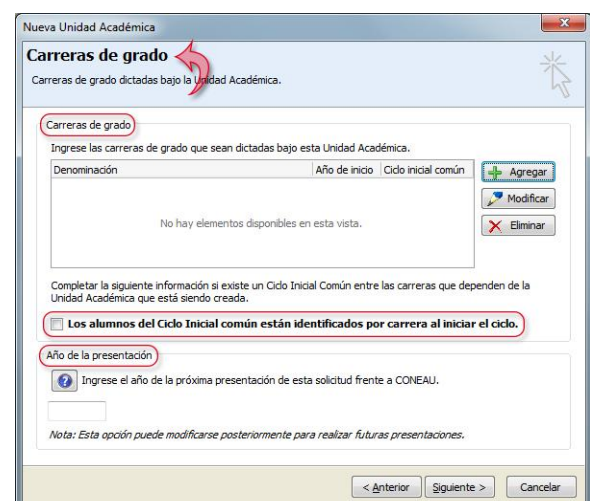 Nueva Unidad Académica
Carreras de grado
Carreras de grado dictadas bajo la Unidad Académica.
Carreras de grado
Ingrese las carreras de grado que sean dictadas bajo esta Unidad Académica.
Denominación Año de inicio Ciclo inicial común
Agregar
Modificar
No hay elementos disponibles en esta vista.
Eliminar
Completar la siguiente información si existe un Ciclo Inicial Común entre las carreras que dependen de la
Unidad Académica que está siendo creada.
Los alumnos del Ciclo Inicial común están identificados por carrera al iniciar el ciclo.
Año de la presentación
Ingrese el año de la próxima presentación de esta solicitud frente a CONEAU.
Nota: Esta opción puede modificarse posteriormente para realizar futuras presentaciones.
< Anterior Siguiente > Cancelar